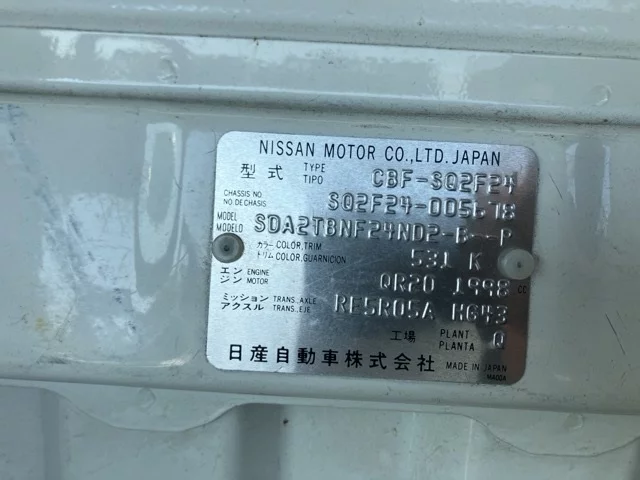 NISSAN MOTOR CO.,LTD. JAPAN
型式 TYPE TIPO CBF-SQ2F24
CHASSIS NO. NO DE CHASSIS. SQ2F24-005578
MODEL MODELO SDA2TBNF24ND2-B--P
カラー COLOR,TRIM トリム COLOR,GUARNICION 531 K
エンジン ENGINE MOTOR QR20 1998 CC
ミッション TRANS.,AXLE アクスル TRANS.,EJE RE5R05A HG43
工場 PLANT PLANTA Q
日産自動車株式会社 MADE IN JAPAN